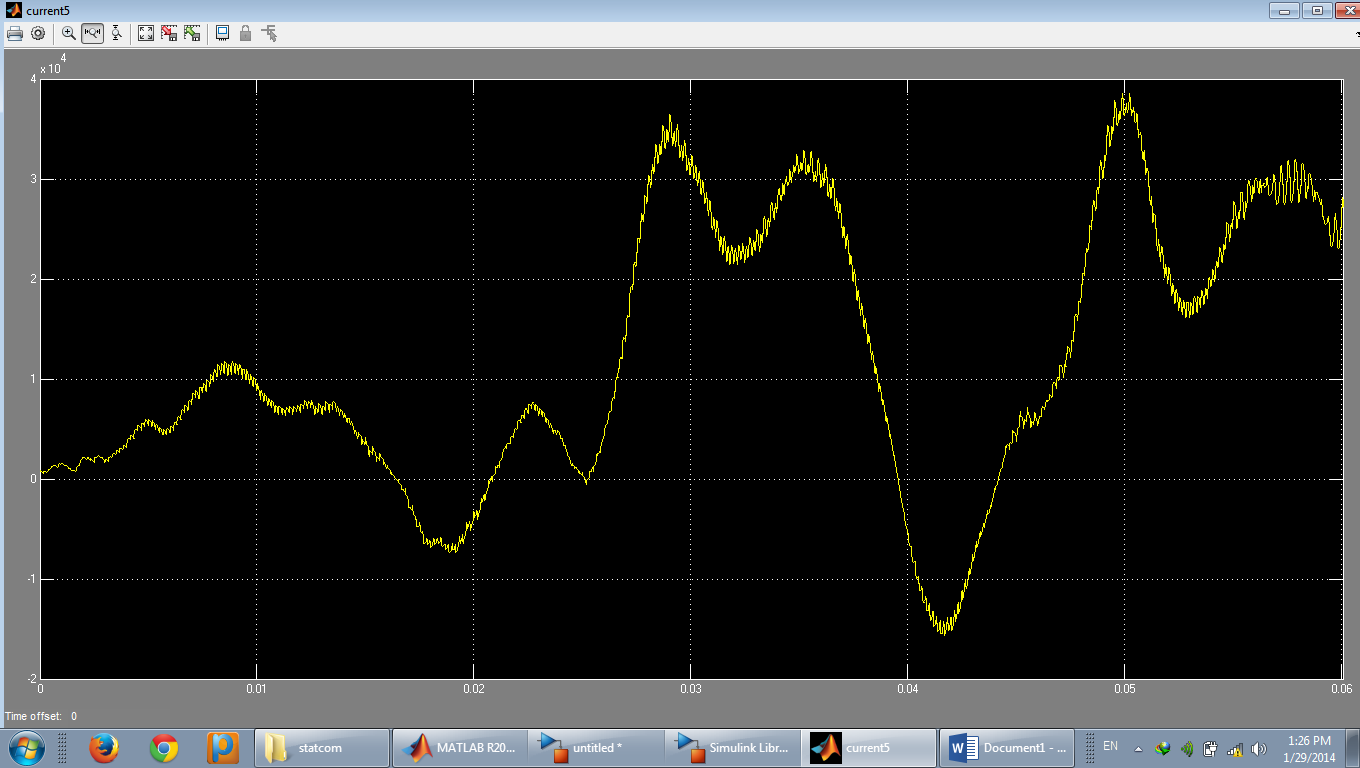 current5
x 10
4
4
3
2
1
0
-1
-2
0
0.01
0.02
0.03
0.04
0.05
0.06
Time offset: 0
statcom
MATLAB R20...
untitled *
Simulink Libr...
current5
Document1 - ...
EN
1:26 PM
1/29/2014